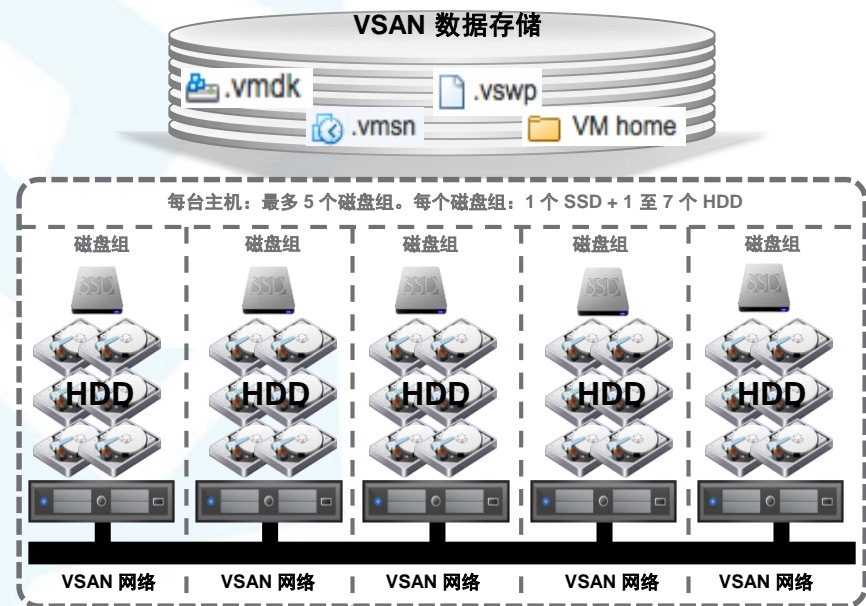 VSAN 数据存储
.vmdk
.vswp
.vmsn
VM home
每台主机：最多 5 个磁盘组。每个磁盘组：1 个 SSD + 1 至 7 个 HDD
磁盘组 磁盘组 磁盘组 磁盘组 磁盘组
SSD SSD SSD SSD SSD
HDD HDD HDD HDD HDD
VSAN 网络 VSAN 网络 VSAN 网络 VSAN 网络 VSAN 网络